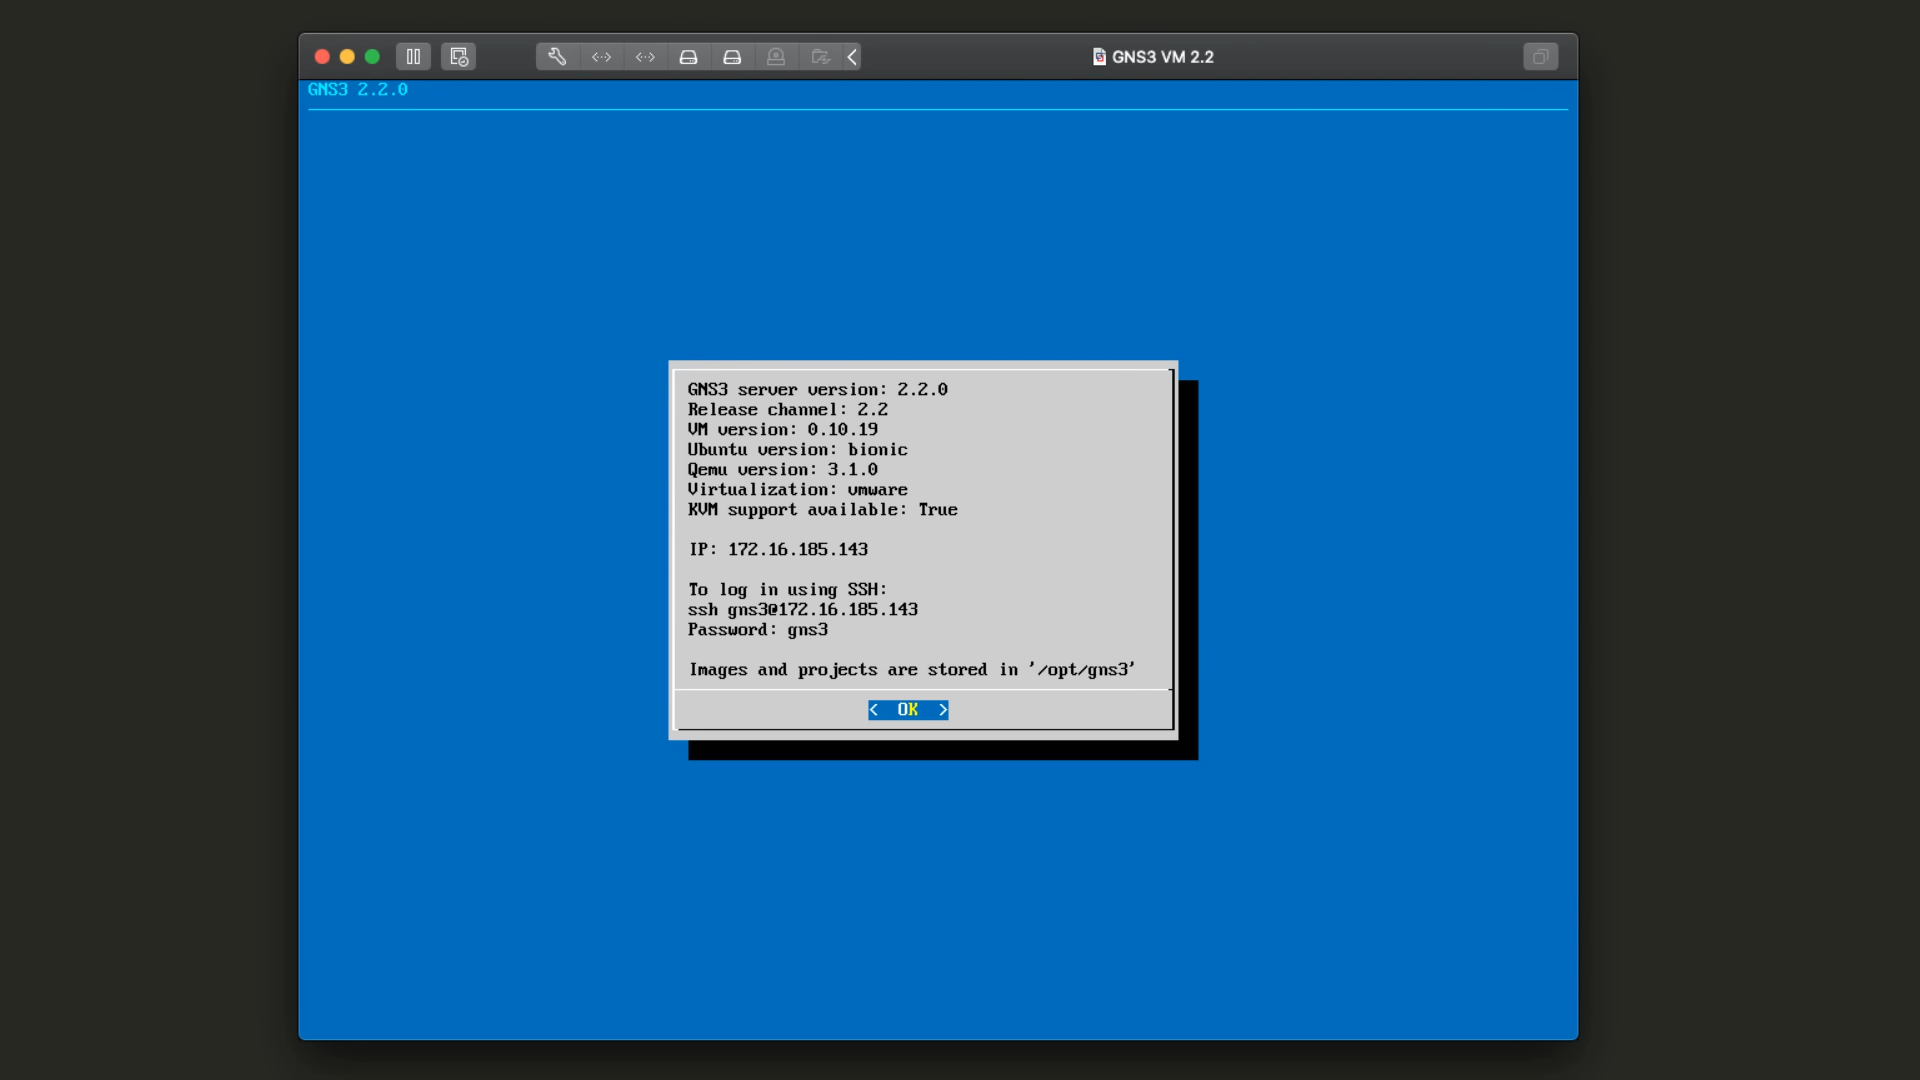 GNS3 VM 2.2
GNS3 2.2.0
GNS3 server version: 2.2.0
Release channel: 2.2
VM version: 0.10.19
Ubuntu version: bionic
Qemu version: 3.1.0
Virtualization: vmware
KVM support available: True
IP: 172.16.185.143
To log in using SSH:
ssh gns3@172.16.185.143
Password: gns3
Images and projects are stored in '/opt/gns3'
<  OK  >